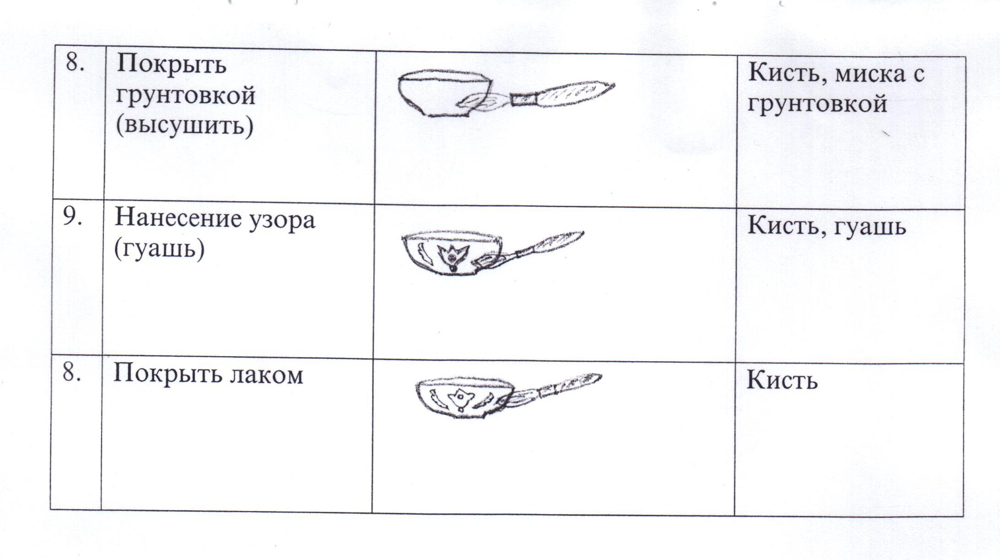 8.
Покрыть
грунтовкой
(высушить)
Кисть, миска с
грунтовкой
9.
Нанесение узора
(гуашь)
Кисть, гуашь
8.
Покрыть лаком
Кисть